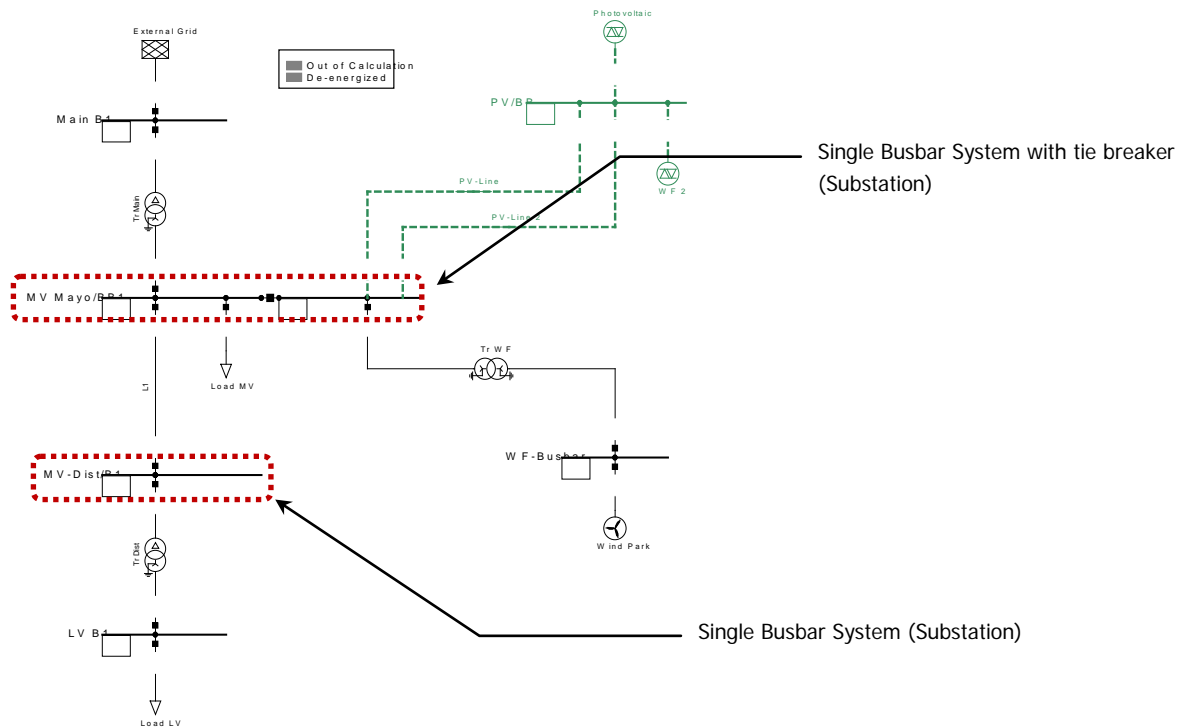 Photovoltaic
External Grid
Out of Calculation
De-energized
PV/BP
Main B1
Single Busbar System with tie breaker
(Substation)
PV-Line
WF 2
Tr Main
PV-Line 2
MV Mayo/BB1
Tr WF
Load MV
L1
WF-Busbar
MV-Dist/B1
Wind Park
Tr Dist
Single Busbar System (Substation)
LV B1
Load LV